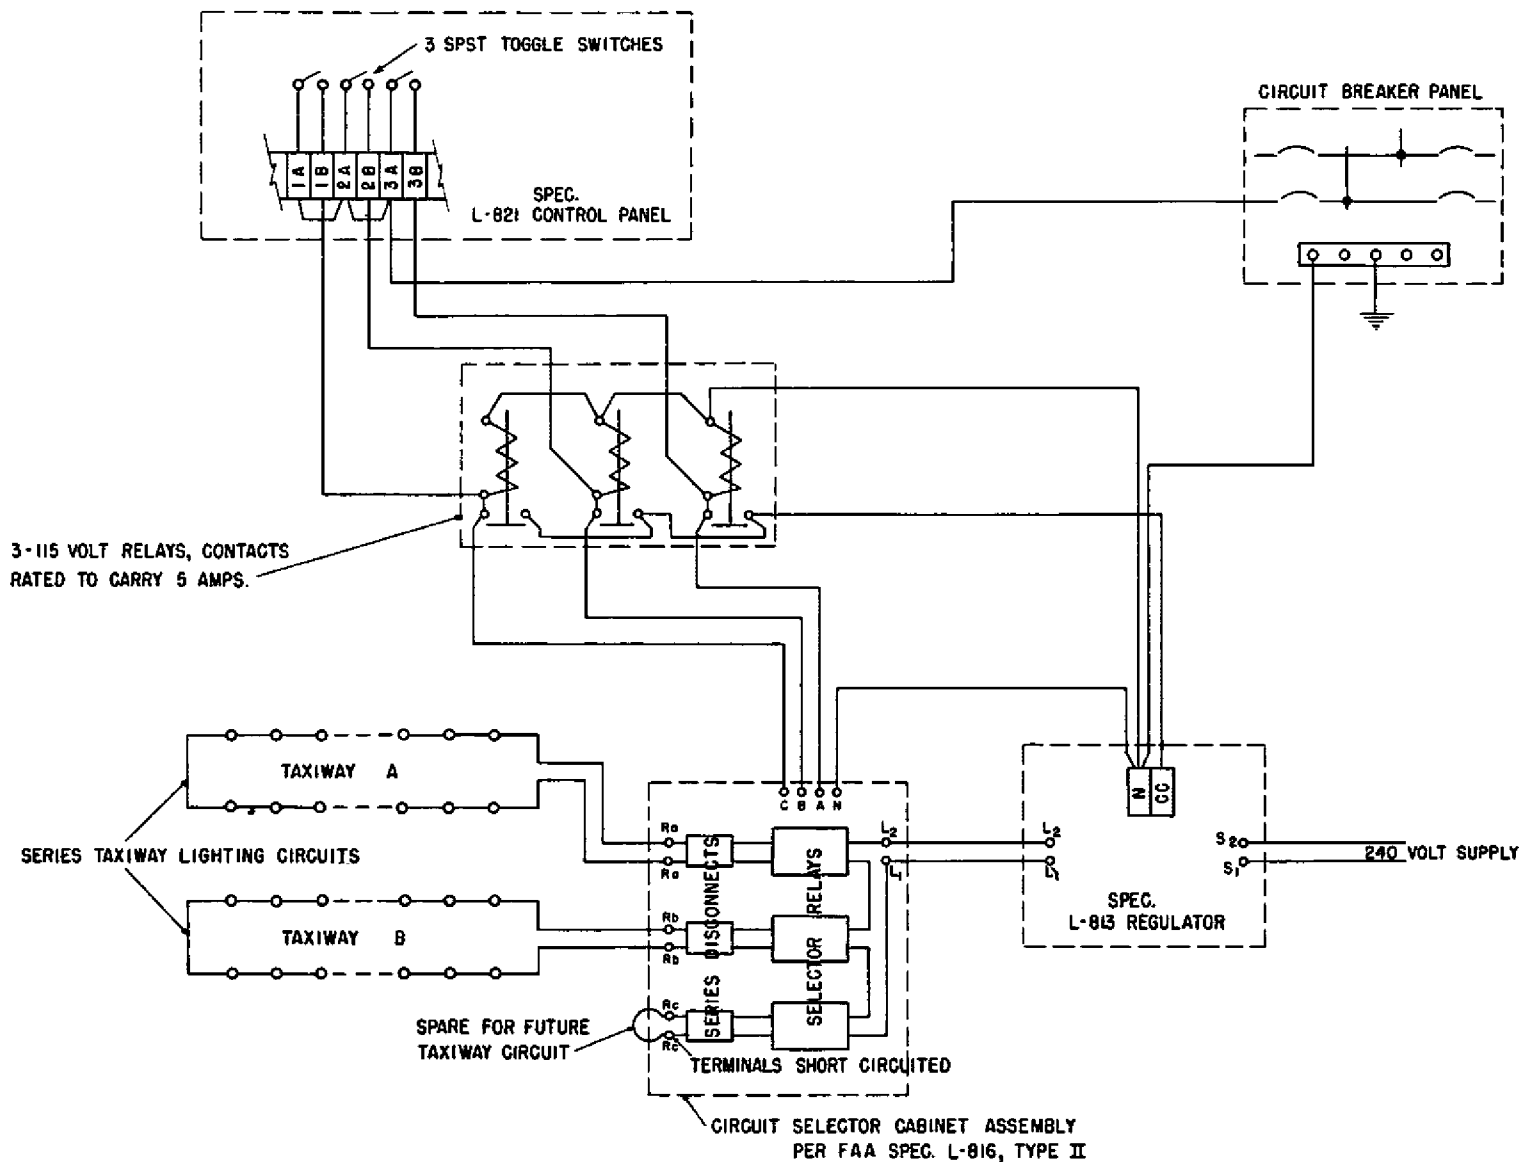 3 SPST TOGGLE SWITCHES
1A 1B 2A 2B 3A 3B
SPEC.
L-821 CONTROL PANEL
CIRCUIT BREAKER PANEL
3-115 VOLT RELAYS, CONTACTS
RATED TO CARRY 5 AMPS.
TAXIWAY A
SERIES TAXIWAY LIGHTING CIRCUITS
TAXIWAY B
C B A N
Ra
Ra
Rb
Rb
Rc
Rc
SERIES DISCONNECTS
SELECTOR RELAYS
L2
L1
N
CC
L2
L1
S2
S1
240 VOLT SUPPLY
SPEC.
L-813 REGULATOR
SPARE FOR FUTURE
TAXIWAY CIRCUIT
TERMINALS SHORT CIRCUITED
CIRCUIT SELECTOR CABINET ASSEMBLY
PER FAA SPEC. L-816, TYPE II